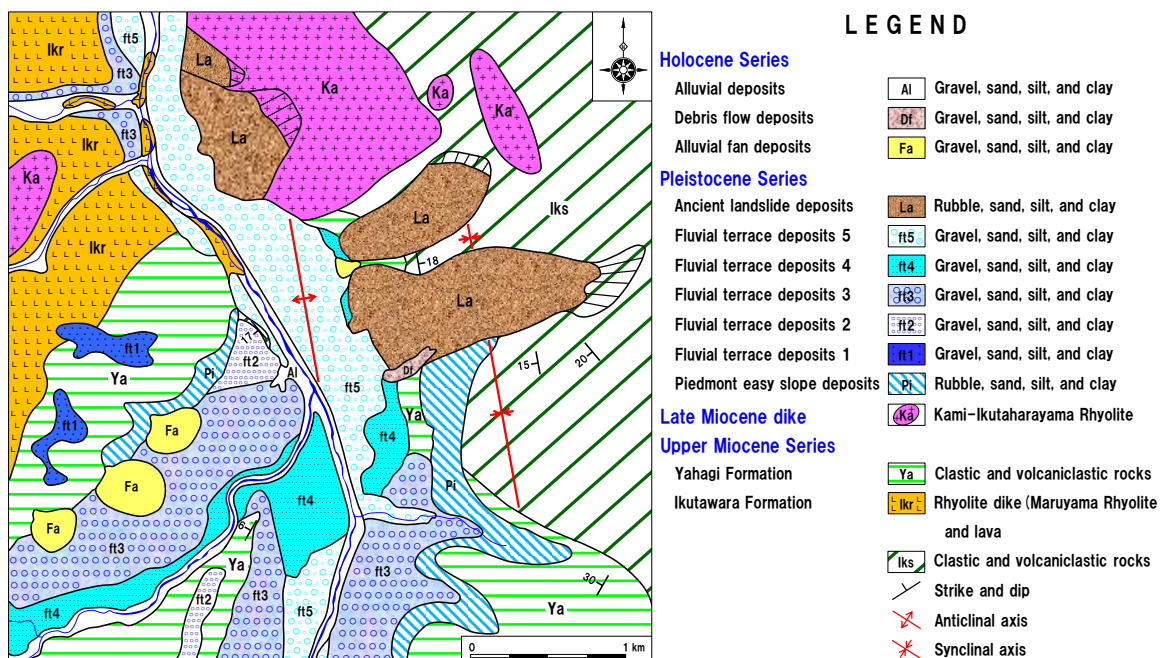 LEGEND
Holocene Series
Alluvial deposits Al Gravel, sand, silt, and clay
Debris flow deposits Df Gravel, sand, silt, and clay
Alluvial fan deposits Fa Gravel, sand, silt, and clay
Pleistocene Series
Ancient landslide deposits La Rubble, sand, silt, and clay
Fluvial terrace deposits 5 ft5 Gravel, sand, silt, and clay
Fluvial terrace deposits 4 ft4 Gravel, sand, silt, and clay
Fluvial terrace deposits 3 ft3 Gravel, sand, silt, and clay
Fluvial terrace deposits 2 ft2 Gravel, sand, silt, and clay
Fluvial terrace deposits 1 ft1 Gravel, sand, silt, and clay
Piedmont easy slope deposits Pi Rubble, sand, silt, and clay
Late Miocene dike Ka Kami-Ikutaharayama Rhyolite
Upper Miocene Series
Yahagi Formation Ya Clastic and volcaniclastic rocks
Ikutawara Formation Ikr Rhyolite dike (Maruyama Rhyolite
and lava
Iks Clastic and volcaniclastic rocks
Strike and dip
Anticlinal axis
Synclinal axis
N
Ikr
ft5
ft3
La
Ka
Ka
Ka
ft3
Ikr
La
Ka
Iks
La
Ikr
18
La
ft1
17
ft2
Pi
Ya
Al
Df
15
20
ft5
Ya
ft1
Fa
ft4
Fa
Pi
ft4
Fa
6
ft3
Ya
ft3
30
ft4
ft2
ft3
ft5
Ya
0 1 km